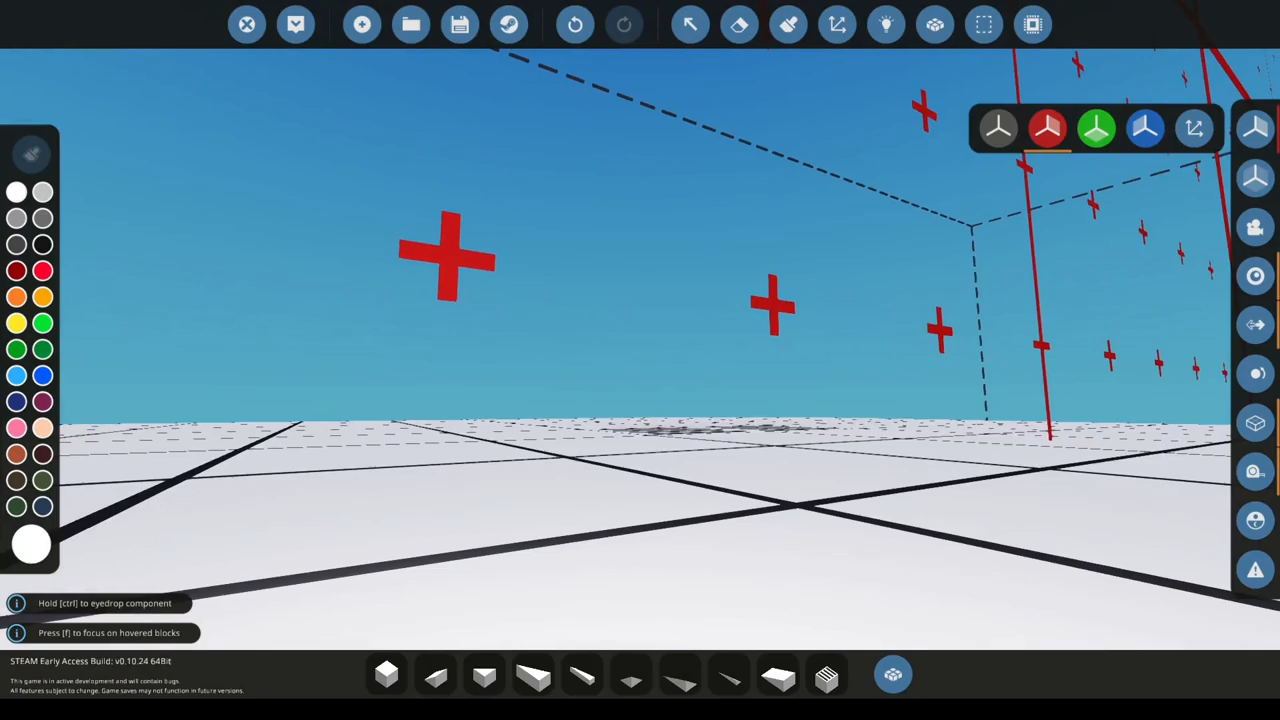 Hold [ctrl] to eyedrop component
Press [f] to focus on hovered blocks
STEAM Early Access Build: v0.10.24 64Bit
This game is in active development and will contain bugs.
All features subject to change. Game saves may not function in future versions.